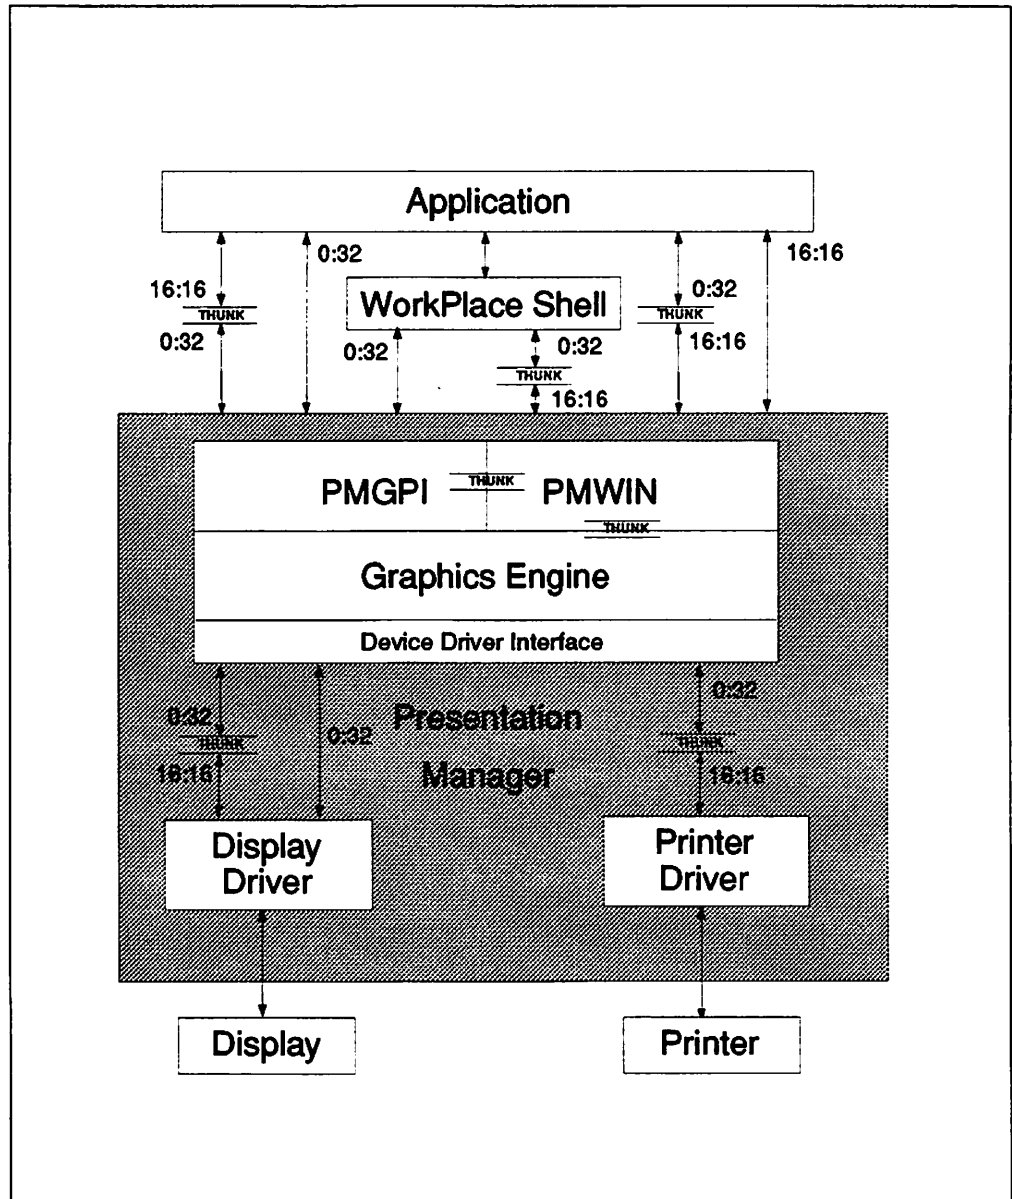 Application
0:32
16:16
16:16
THUNK
0:32
WorkPlace Shell
0:32
THUNK
16:16
0:32
0:32
THUNK
16:16
PMGPI
THUNK
PMWIN
THUNK
Graphics Engine
Device Driver Interface
0:32
THUNK
16:16
0:32
Presentation
Manager
0:32
THUNK
16:16
Display
Driver
Printer
Driver
Display
Printer